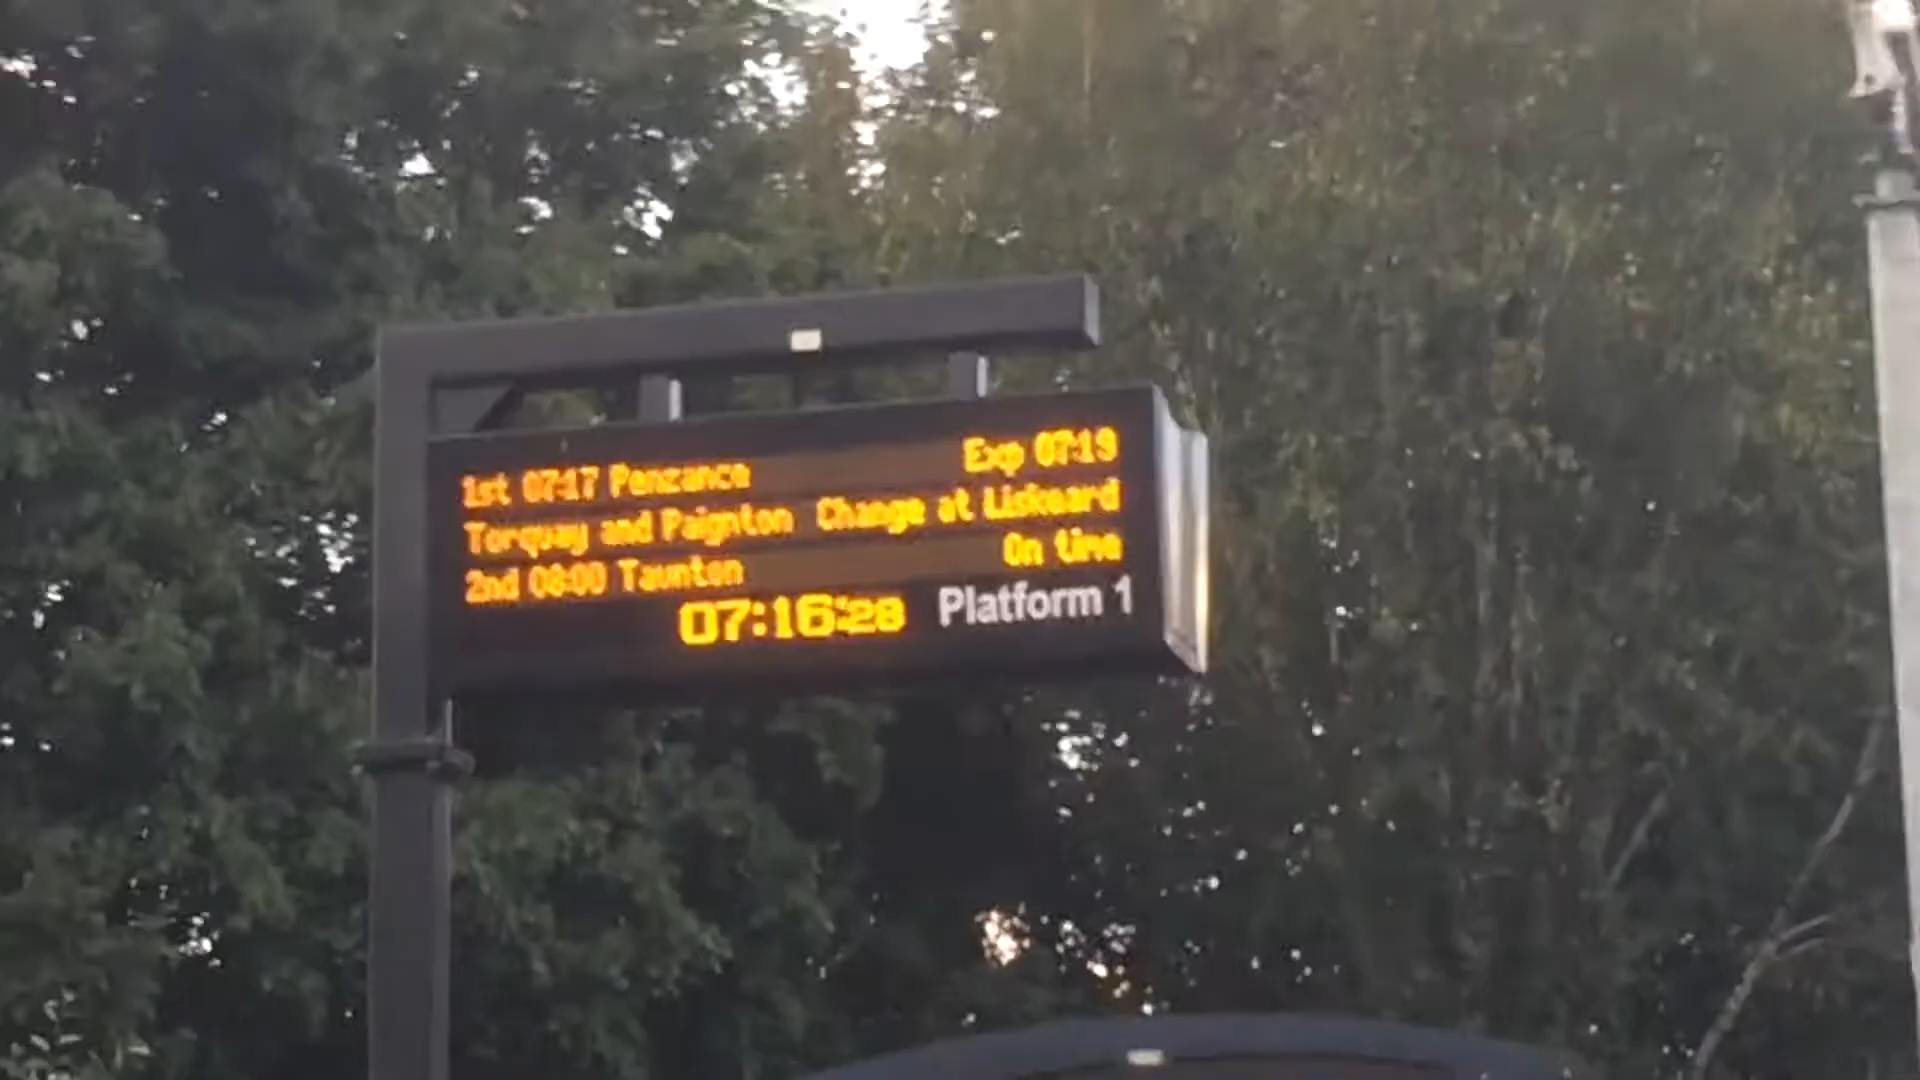 1st 07:17 Penzance Exp 07:19
Torquay and Paignton Change at Liskeard
2nd 08:00 Taunton On time
07:16:28 Platform 1